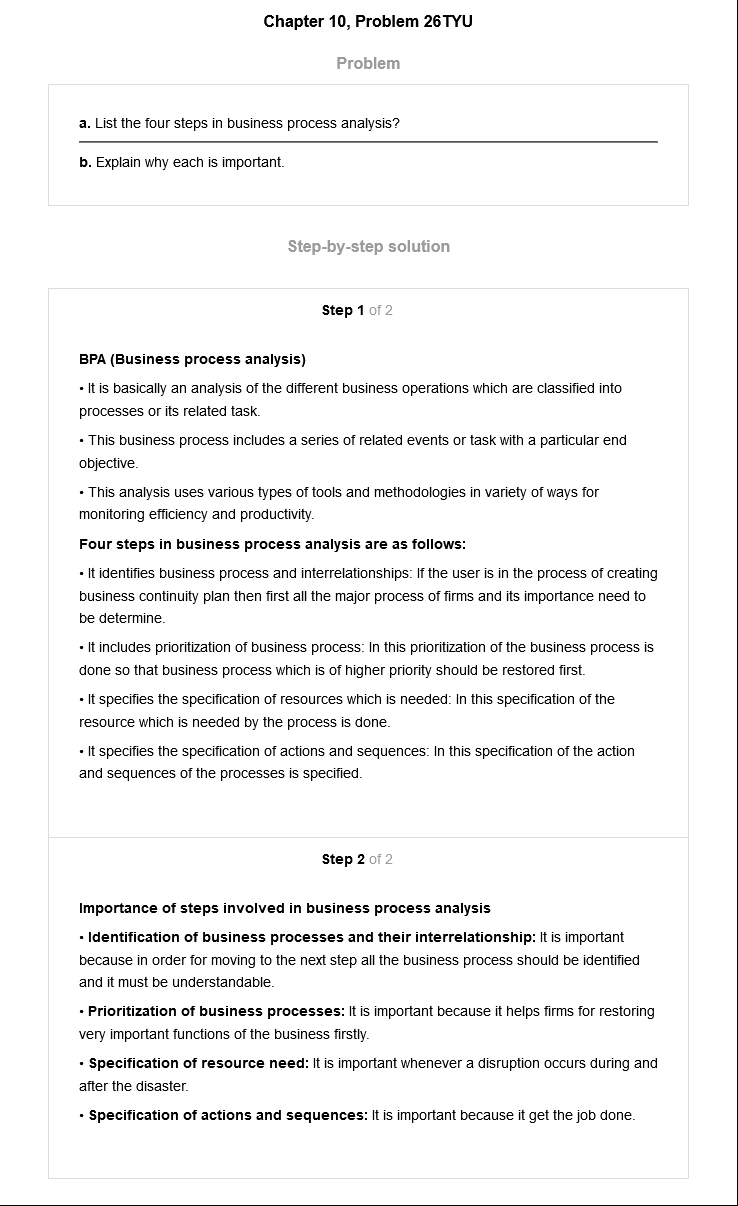 Chapter 10, Problem 26TYU
Problem
a. List the four steps in business process analysis?
b. Explain why each is important.
Step-by-step solution
Step 1 of 2
BPA (Business process analysis)
• It is basically an analysis of the different business operations which are classified into
processes or its related task.
• This business process includes a series of related events or task with a particular end
objective.
• This analysis uses various types of tools and methodologies in variety of ways for
monitoring efficiency and productivity.
Four steps in business process analysis are as follows:
• It identifies business process and interrelationships: If the user is in the process of creating
business continuity plan then first all the major process of firms and its importance need to
be determine.
• It includes prioritization of business process: In this prioritization of the business process is
done so that business process which is of higher priority should be restored first.
• It specifies the specification of resources which is needed: In this specification of the
resource which is needed by the process is done.
• It specifies the specification of actions and sequences: In this specification of the action
and sequences of the processes is specified.
Step 2 of 2
Importance of steps involved in business process analysis
• Identification of business processes and their interrelationship: It is important
because in order for moving to the next step all the business process should be identified
and it must be understandable.
• Prioritization of business processes: It is important because it helps firms for restoring
very important functions of the business firstly.
• Specification of resource need: It is important whenever a disruption occurs during and
after the disaster.
• Specification of actions and sequences: It is important because it get the job done.